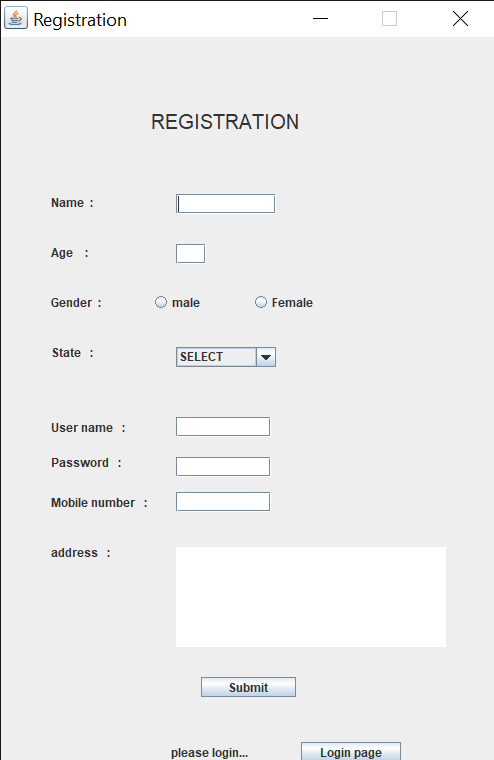 Registration
REGISTRATION
Name :
Age :
Gender : male Female
State : SELECT
User name :
Password :
Mobile number :
address :
Submit
please login... Login page